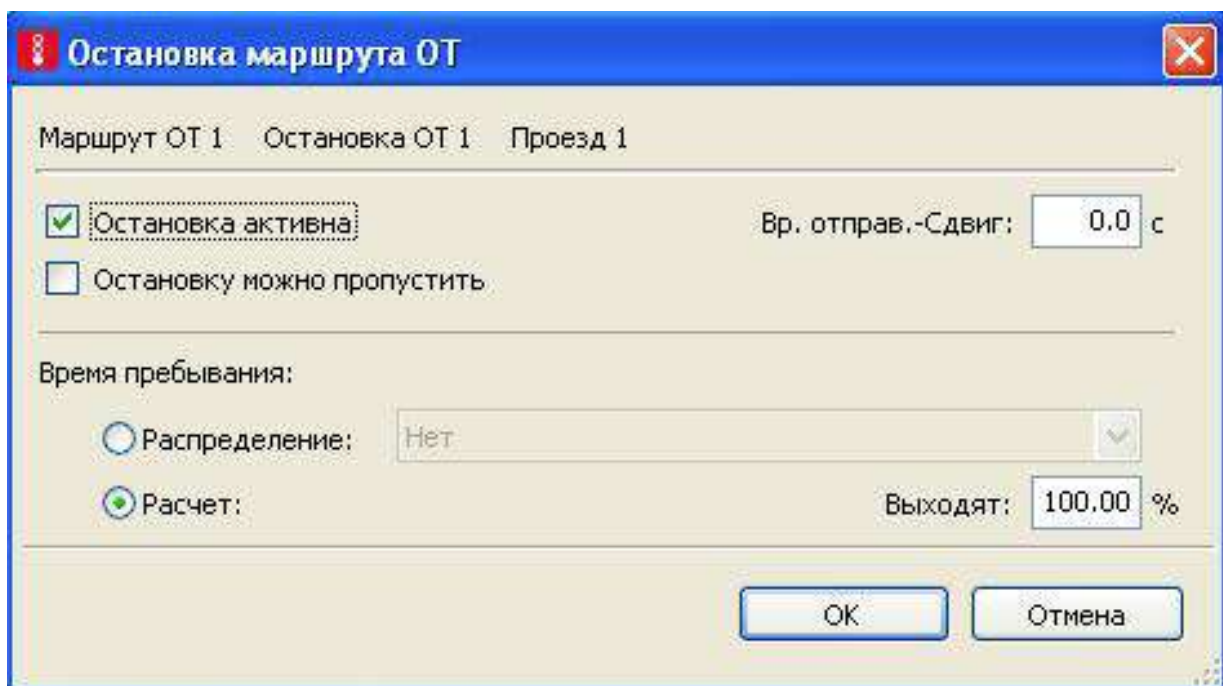 Остановка маршрута ОТ
Маршрут ОТ 1 Остановка ОТ 1 Проезд 1
Остановка активна Вр. отправ.-Сдвиг: 0.0 с
Остановку можно пропустить
Время пребывания:
Распределение: Нет
Расчет: Выходят: 100.00 %
ОК Отмена